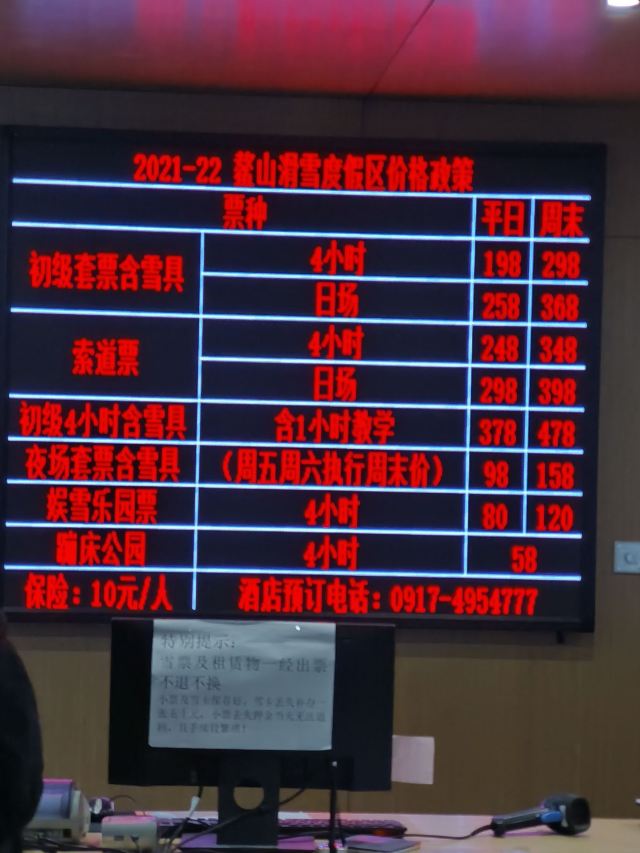 2021-22 鳌山滑雪度假区价格政策
票种 平日 周末
初级套票含雪具 4小时 198 298
日场 258 368
索道票 4小时 248 348
日场 298 398
初级4小时含雪具 含1小时教学 378 478
夜场套票含雪具 （周五周六执行周末价） 98 158
娱雪乐园票 4小时 80 120
蹦床公园 4小时 58
保险：10元/人 酒店预订电话：0917-4954777
特别提示：
雪票及租赁物一经出票
不退不换